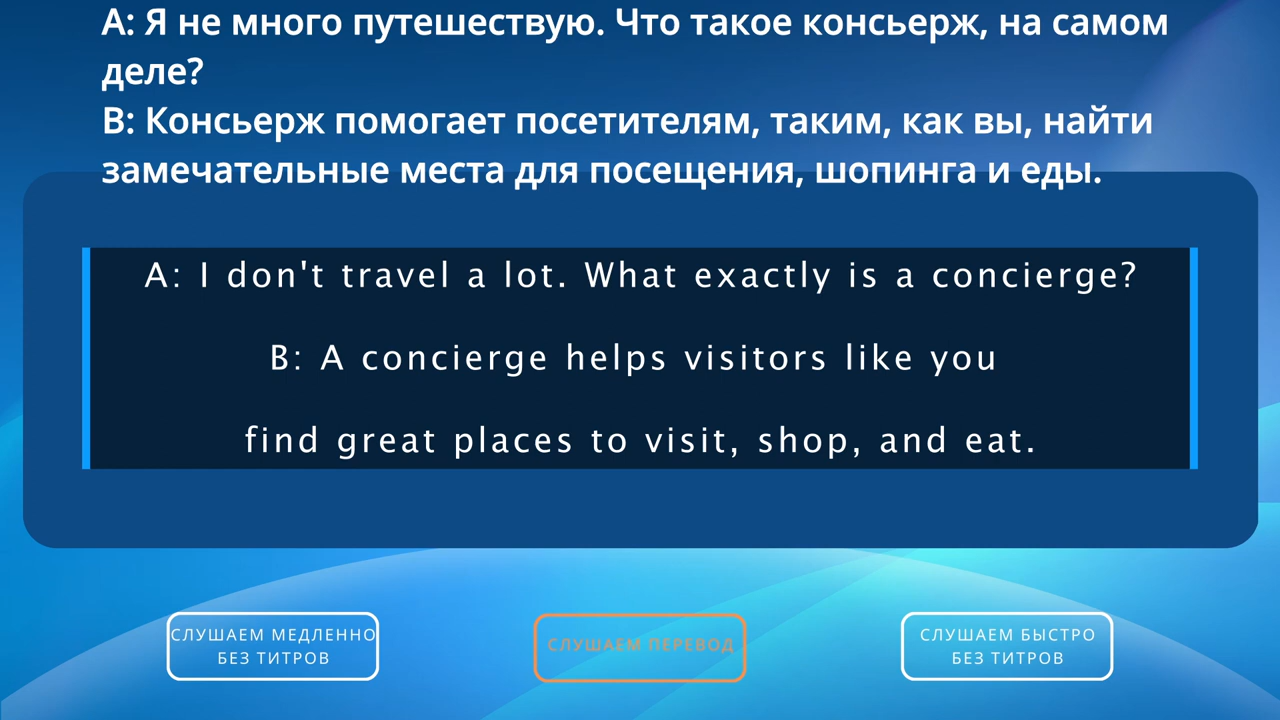 А: Я не много путешествую. Что такое консьерж, на самом
деле?
В: Консьерж помогает посетителям, таким, как вы, найти
замечательные места для посещения, шопинга и еды.
A: I don't travel a lot. What exactly is a concierge?
B: A concierge helps visitors like you
find great places to visit, shop, and eat.
СЛУШАЕМ МЕДЛЕННО
БЕЗ ТИТРОВ
СЛУШАЕМ ПЕРЕВОД
СЛУШАЕМ БЫСТРО
БЕЗ ТИТРОВ